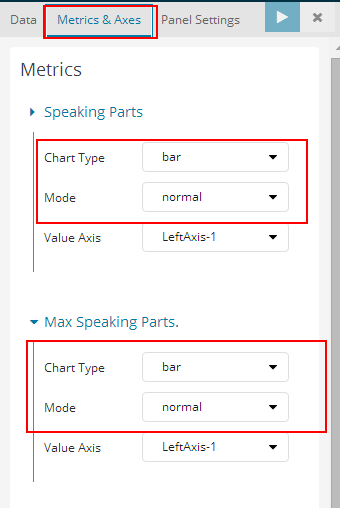 Data Metrics & Axes Panel Settings
Metrics
Speaking Parts
Chart Type bar
Mode normal
Value Axis LeftAxis-1
Max Speaking Parts.
Chart Type bar
Mode normal
Value Axis LeftAxis-1